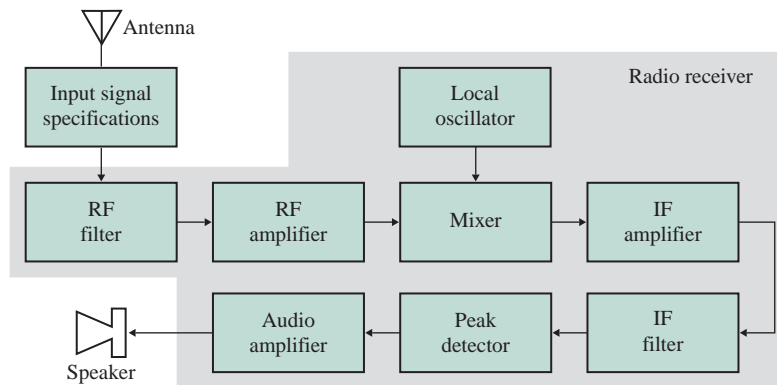 Antenna
Input signal
specifications
Radio receiver
Local
oscillator
RF
filter
RF
amplifier
Mixer
IF
amplifier
Speaker
Audio
amplifier
Peak
detector
IF
filter